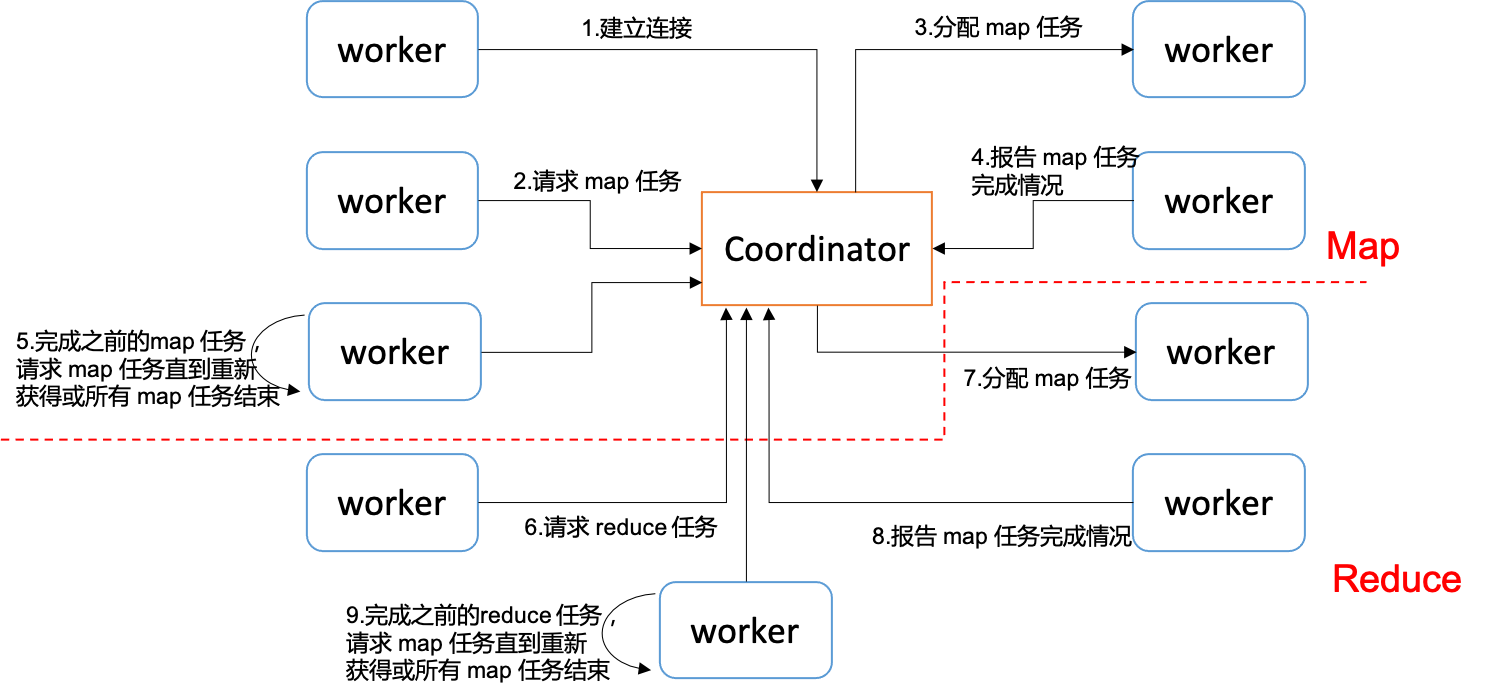 worker
1.建立连接
3.分配 map 任务
worker
worker
2.请求 map 任务
4.报告 map 任务
完成情况
worker
Coordinator
Map
5.完成之前的map 任务，
请求 map 任务直到重新
获得或所有 map 任务结束
worker
worker
7.分配 map 任务
worker
6.请求 reduce 任务
worker
8.报告 map 任务完成情况
Reduce
9.完成之前的reduce 任务，
请求 map 任务直到重新
获得或所有 map 任务结束
worker